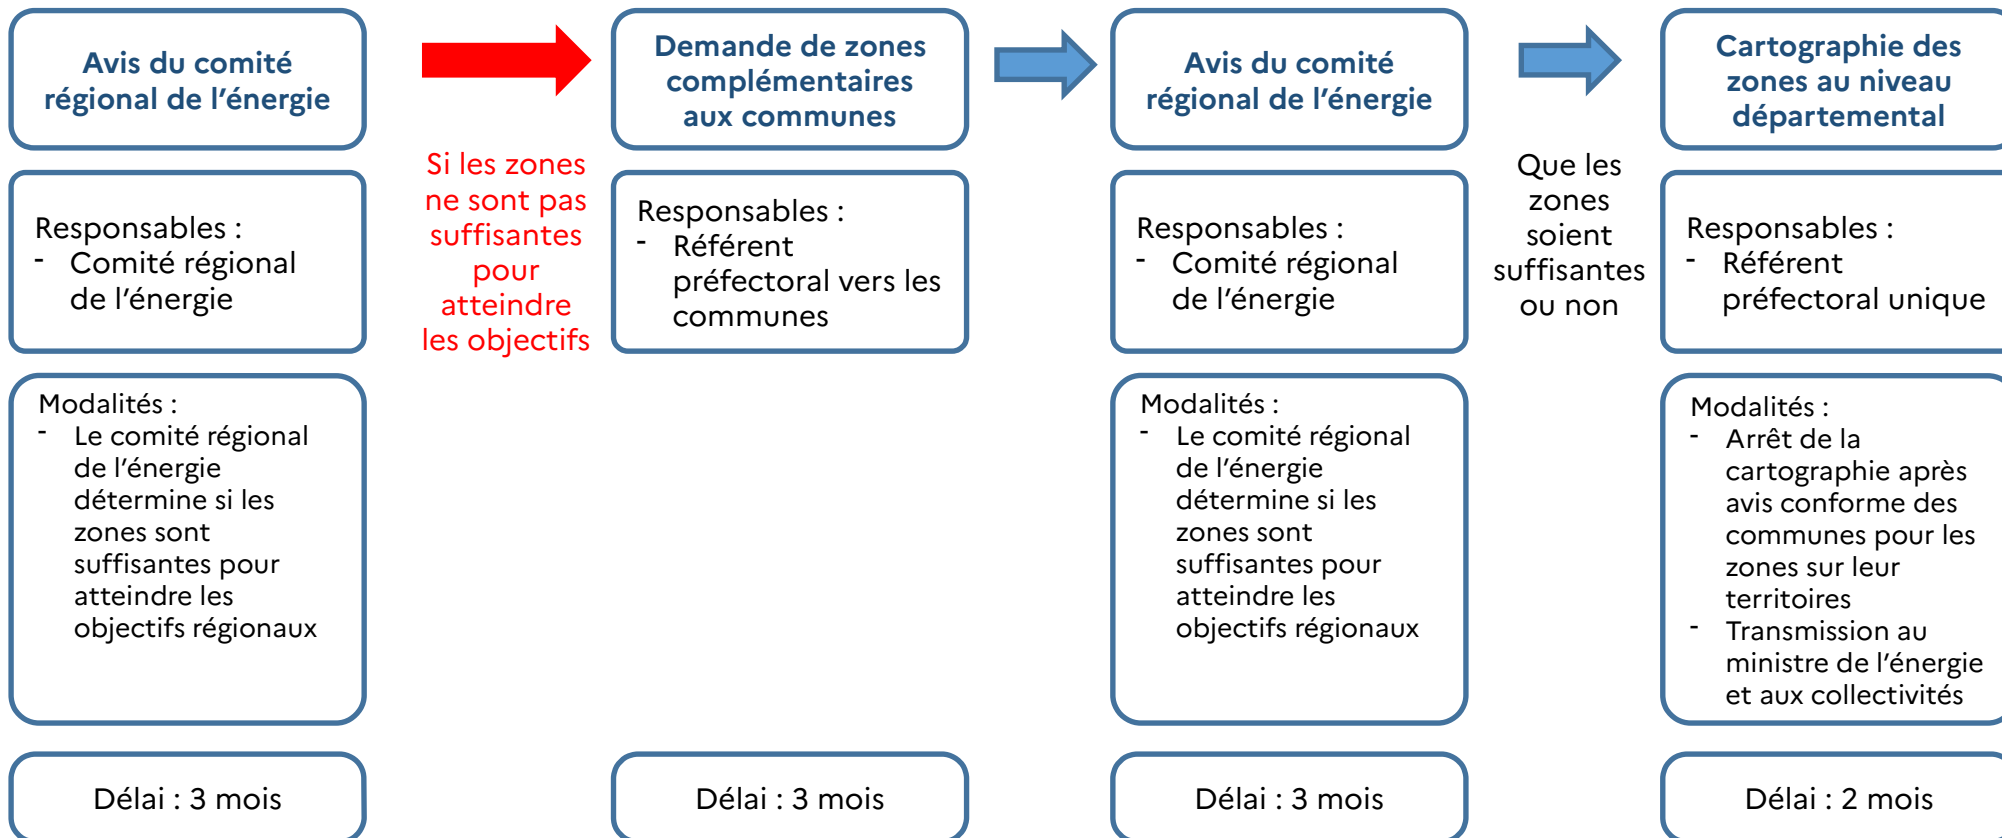 Avis du comité
régional de l'énergie
Responsables :
- Comité régional
de l'énergie
Modalités :
- Le comité régional
de l'énergie
détermine si les
zones sont
suffisantes pour
atteindre les
objectifs régionaux
Délai : 3 mois
Si les zones
ne sont pas
suffisantes
pour
atteindre
les objectifs
Demande de zones
complémentaires
aux communes
Responsables :
- Référent
préfectoral vers les
communes
Délai : 3 mois
Avis du comité
régional de l'énergie
Responsables :
- Comité régional
de l'énergie
Modalités :
- Le comité régional
de l'énergie
détermine si les
zones sont
suffisantes pour
atteindre les
objectifs régionaux
Délai : 3 mois
Que les
zones
soient
suffisantes
ou non
Cartographie des
zones au niveau
départemental
Responsables :
- Référent
préfectoral unique
Modalités :
- Arrêt de la
cartographie après
avis conforme des
communes pour les
zones sur leur
territoires
- Transmission au
ministre de l'énergie
et aux collectivités
Délai : 2 mois